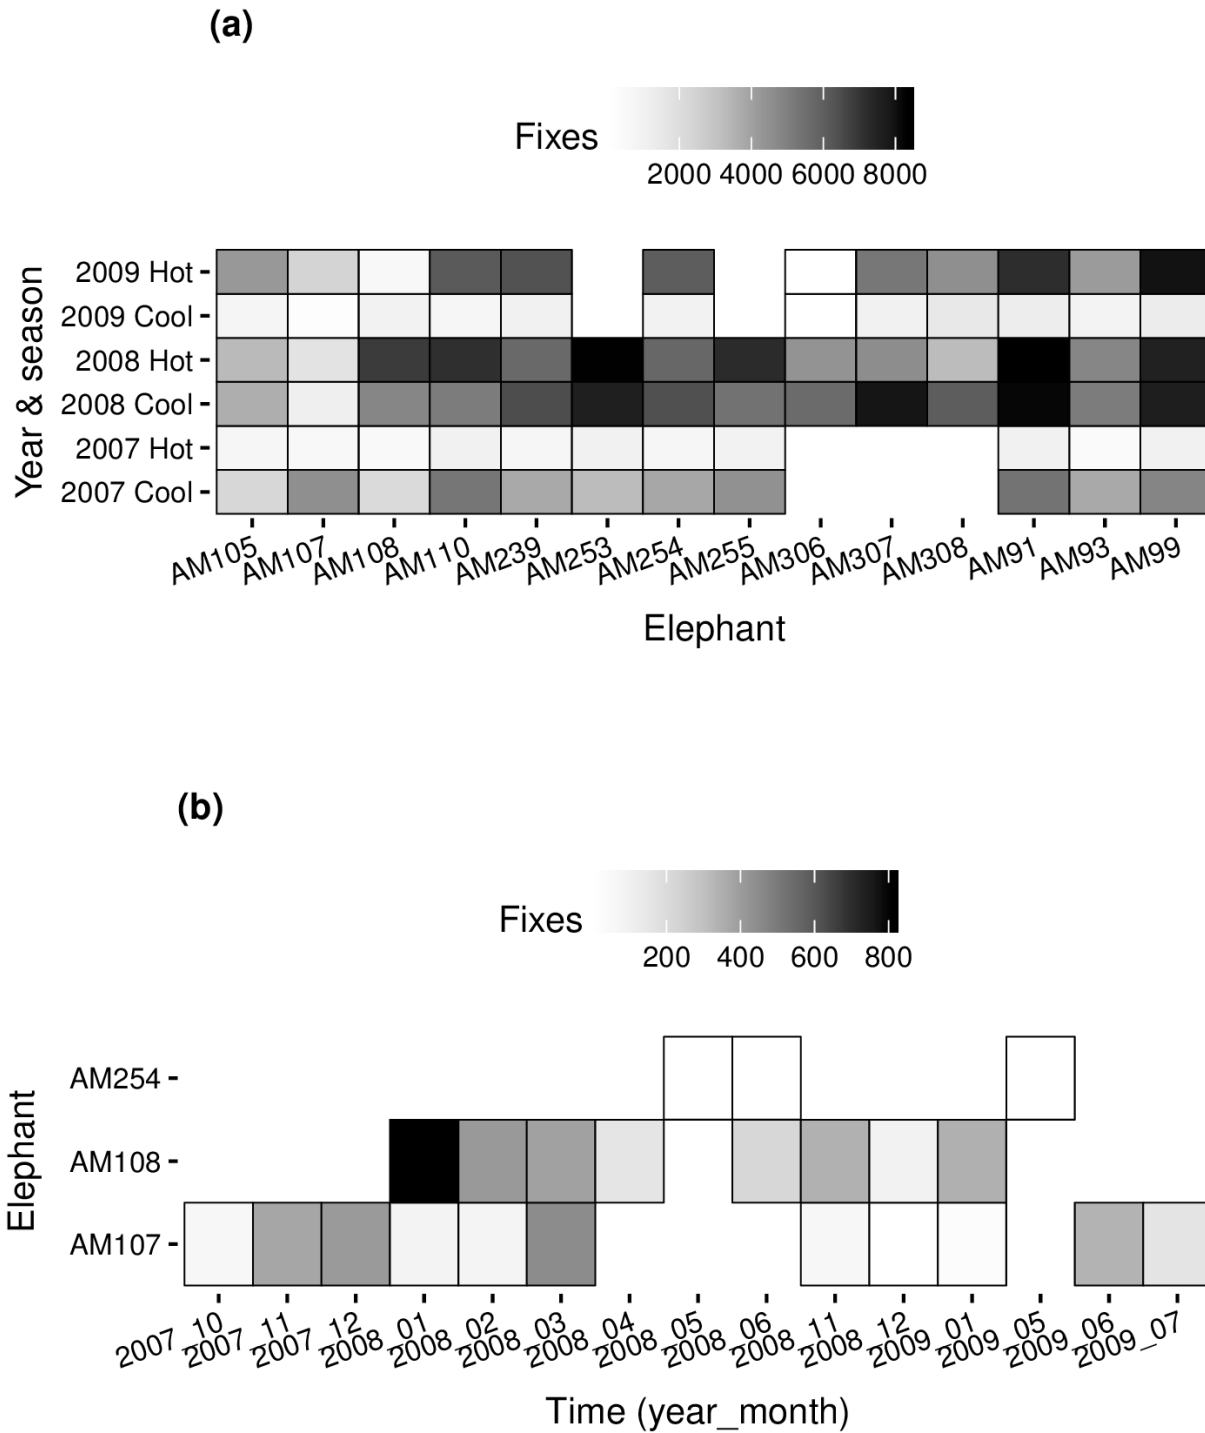 (a)
Fixes
2000 4000 6000 8000
Year & season
2009 Hot
2009 Cool
2008 Hot
2008 Cool
2007 Hot
2007 Cool
AM105 AM107 AM108 AM110 AM239 AM253 AM254 AM255 AM306 AM307 AM308 AM91 AM93 AM99
Elephant
(b)
Fixes
200 400 600 800
Elephant
AM254
AM108
AM107
2007_10 2007_11 2007_12 2008_01 2008_02 2008_03 2008_04 2008_05 2008_06 2008_11 2008_12 2009_01 2009_05 2009_06 2009_07
Time (year_month)